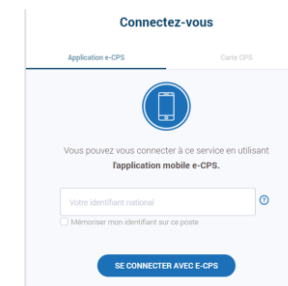 Connectez-vous
Application e-CPS
Carte CPS
Vous pouvez vous connecter à ce service en utilisant
l'application mobile e-CPS.
Votre identifiant national
?
Mémoriser mon identifiant sur ce poste
SE CONNECTER AVEC E-CPS